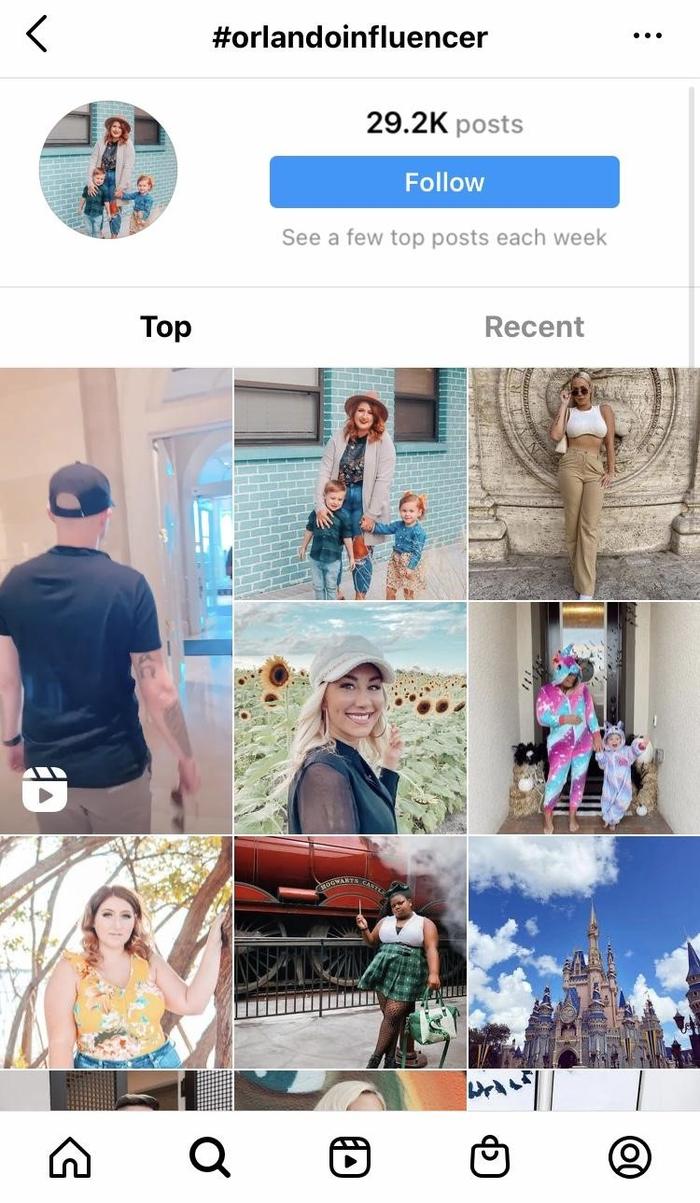 #orlandoinfluencer
29.2K posts
Follow
See a few top posts each week
Top
Recent
HOGWARTS CASTLE